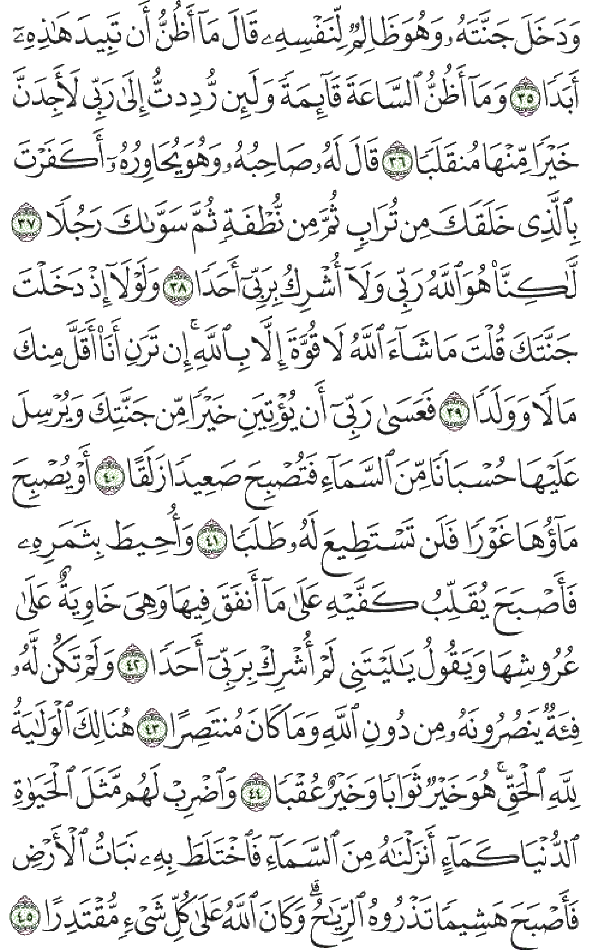 وَدَخَلَ جَنَّتَهُۥ وَهُوَ ظَالِمٌ لِّنَفْسِهِۦ قَالَ مَآ أَظُنُّ أَن تَبِيدَ هَٰذِهِۦٓ
أَبَدًا ٣٥ وَمَآ أَظُنُّ ٱلسَّاعَةَ قَآئِمَةً وَلَئِن رُّدِدتُّ إِلَىٰ رَبِّى لَأَجِدَنَّ
خَيْرًا مِّنْهَا مُنقَلَبًا ٣٦ قَالَ لَهُۥ صَاحِبُهُۥ وَهُوَ يُحَاوِرُهُۥٓ أَكَفَرْتَ
بِٱلَّذِى خَلَقَكَ مِن تُرَابٍ ثُمَّ مِن نُّطْفَةٍ ثُمَّ سَوَّىٰكَ رَجُلًا ٣٧
لَّٰكِنَّا۠ هُوَ ٱللَّهُ رَبِّى وَلَآ أُشْرِكُ بِرَبِّىٓ أَحَدًا ٣٨ وَلَوْلَآ إِذْ دَخَلْتَ
جَنَّتَكَ قُلْتَ مَا شَآءَ ٱللَّهُ لَا قُوَّةَ إِلَّا بِٱللَّهِ ۚ إِن تَرَنِ أَنَا۠ أَقَلَّ مِنكَ
مَالًا وَوَلَدًا ٣٩ فَعَسَىٰ رَبِّىٓ أَن يُؤْتِيَنِ خَيْرًا مِّن جَنَّتِكَ وَيُرْسِلَ
عَلَيْهَا حُسْبَانًا مِّنَ ٱلسَّمَآءِ فَتُصْبِحَ صَعِيدًا زَلَقًا ٤٠ أَوْ يُصْبِحَ
مَآؤُهَا غَوْرًا فَلَن تَسْتَطِيعَ لَهُۥ طَلَبًا ٤١ وَأُحِيطَ بِثَمَرِهِۦ
فَأَصْبَحَ يُقَلِّبُ كَفَّيْهِ عَلَىٰ مَآ أَنفَقَ فِيهَا وَهِىَ خَاوِيَةٌ عَلَىٰ
عُرُوشِهَا وَيَقُولُ يَٰلَيْتَنِى لَمْ أُشْرِكْ بِرَبِّىٓ أَحَدًا ٤٢ وَلَمْ تَكُن لَّهُۥ
فِئَةٌ يَنصُرُونَهُۥ مِن دُونِ ٱللَّهِ وَمَا كَانَ مُنتَصِرًا ٤٣ هُنَالِكَ ٱلْوَلَٰيَةُ
لِلَّهِ ٱلْحَقِّ ۚ هُوَ خَيْرٌ ثَوَابًا وَخَيْرٌ عُقْبًا ٤٤ وَٱضْرِبْ لَهُم مَّثَلَ ٱلْحَيَوٰةِ
ٱلدُّنْيَا كَمَآءٍ أَنزَلْنَٰهُ مِنَ ٱلسَّمَآءِ فَٱخْتَلَطَ بِهِۦ نَبَاتُ ٱلْأَرْضِ
فَأَصْبَحَ هَشِيمًا تَذْرُوهُ ٱلرِّيَٰحُ ۗ وَكَانَ ٱللَّهُ عَلَىٰ كُلِّ شَىْءٍ مُّقْتَدِرًا ٤٥